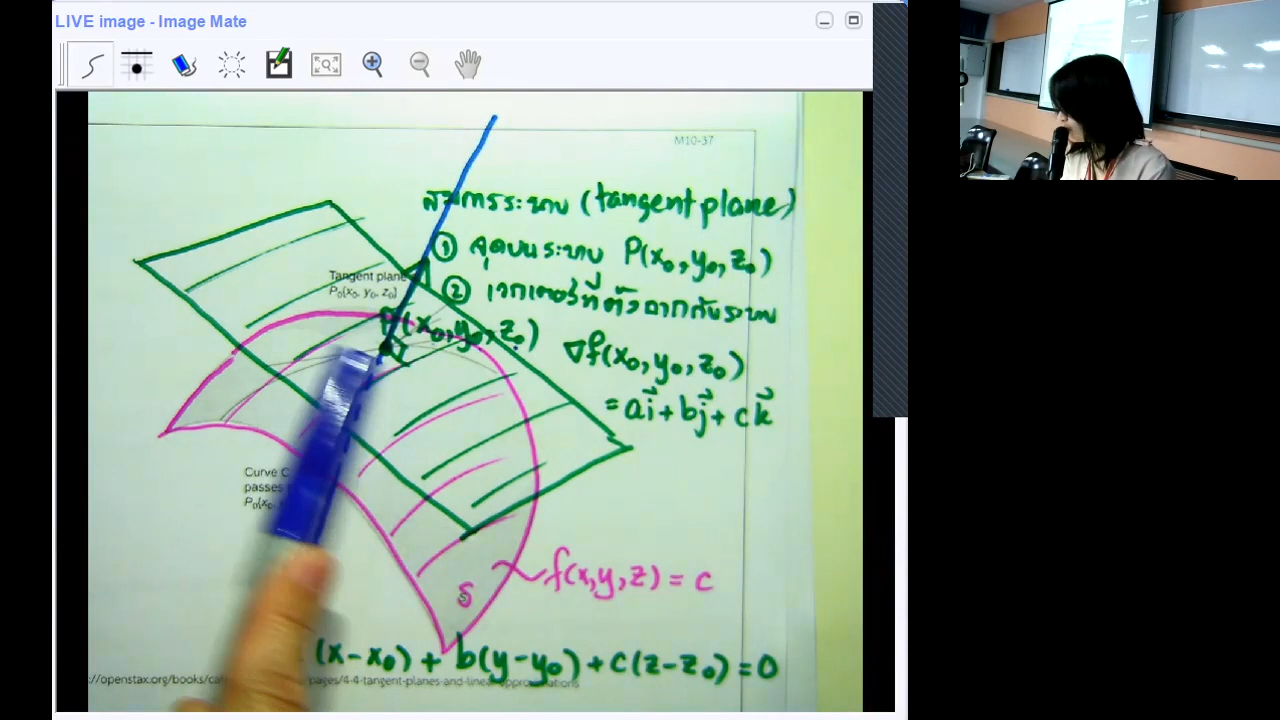 LIVE image - Image Mate
M10-37
สมการระนาบ (tangent plane)
① จุดบนระนาบ P(x₀,y₀,z₀)
Tangent plane
P₀(x₀, y₀, z₀)
② เวกเตอร์ที่ตั้งฉากกับระนาบ
P(x₀,y₀,z₀)
∇f(x₀,y₀,z₀)
= ai⃗+bj⃗+ck⃗
Curve C
passes
P₀(x₀,
f(x,y,z) = c
S
(x-x₀) + b(y-y₀) + c(z-z₀) = 0
://openstax.org/books/cal /pages/4-4-tangent-planes-and-linear-approximations